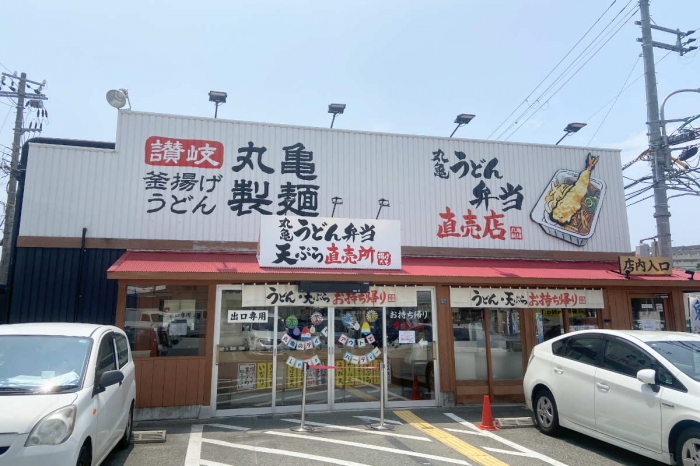 讃岐
釜揚げ
うどん
丸亀
製麺
丸亀
うどん
弁当
直売店
丸亀うどん弁当
天ぷら直売所
店内入口
出口専用
うどん・天ぷらお持ち帰り
うどん・天ぷらお持ち帰り
お持ち帰り